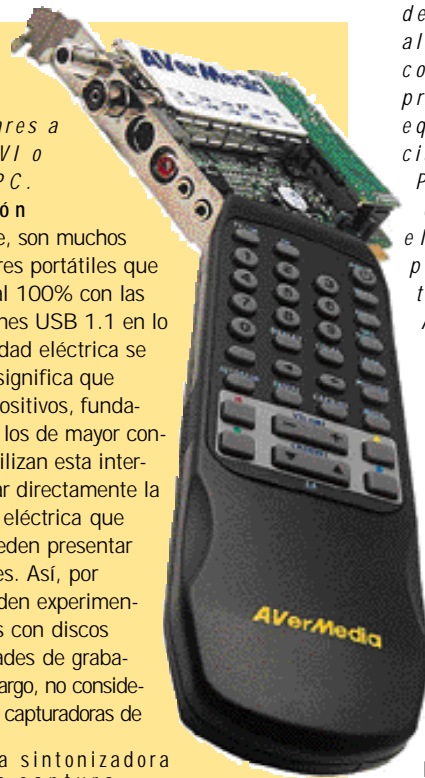 ares a
VI o
PC.
ón
e, son muchos
res portátiles que
al 100% con las
nes USB 1.1 en lo
dad eléctrica se
significa que
ositivos, funda-
los de mayor con-
ilizan esta inter-
ar directamente la
eléctrica que
eden presentar
es. Así, por
den experimen-
s con discos
ades de graba-
argo, no conside-
capturadoras de
a sintonizadora
AVerMedia
AVerMedia
de
al
co
pr
eq
ci
P
el
p
t